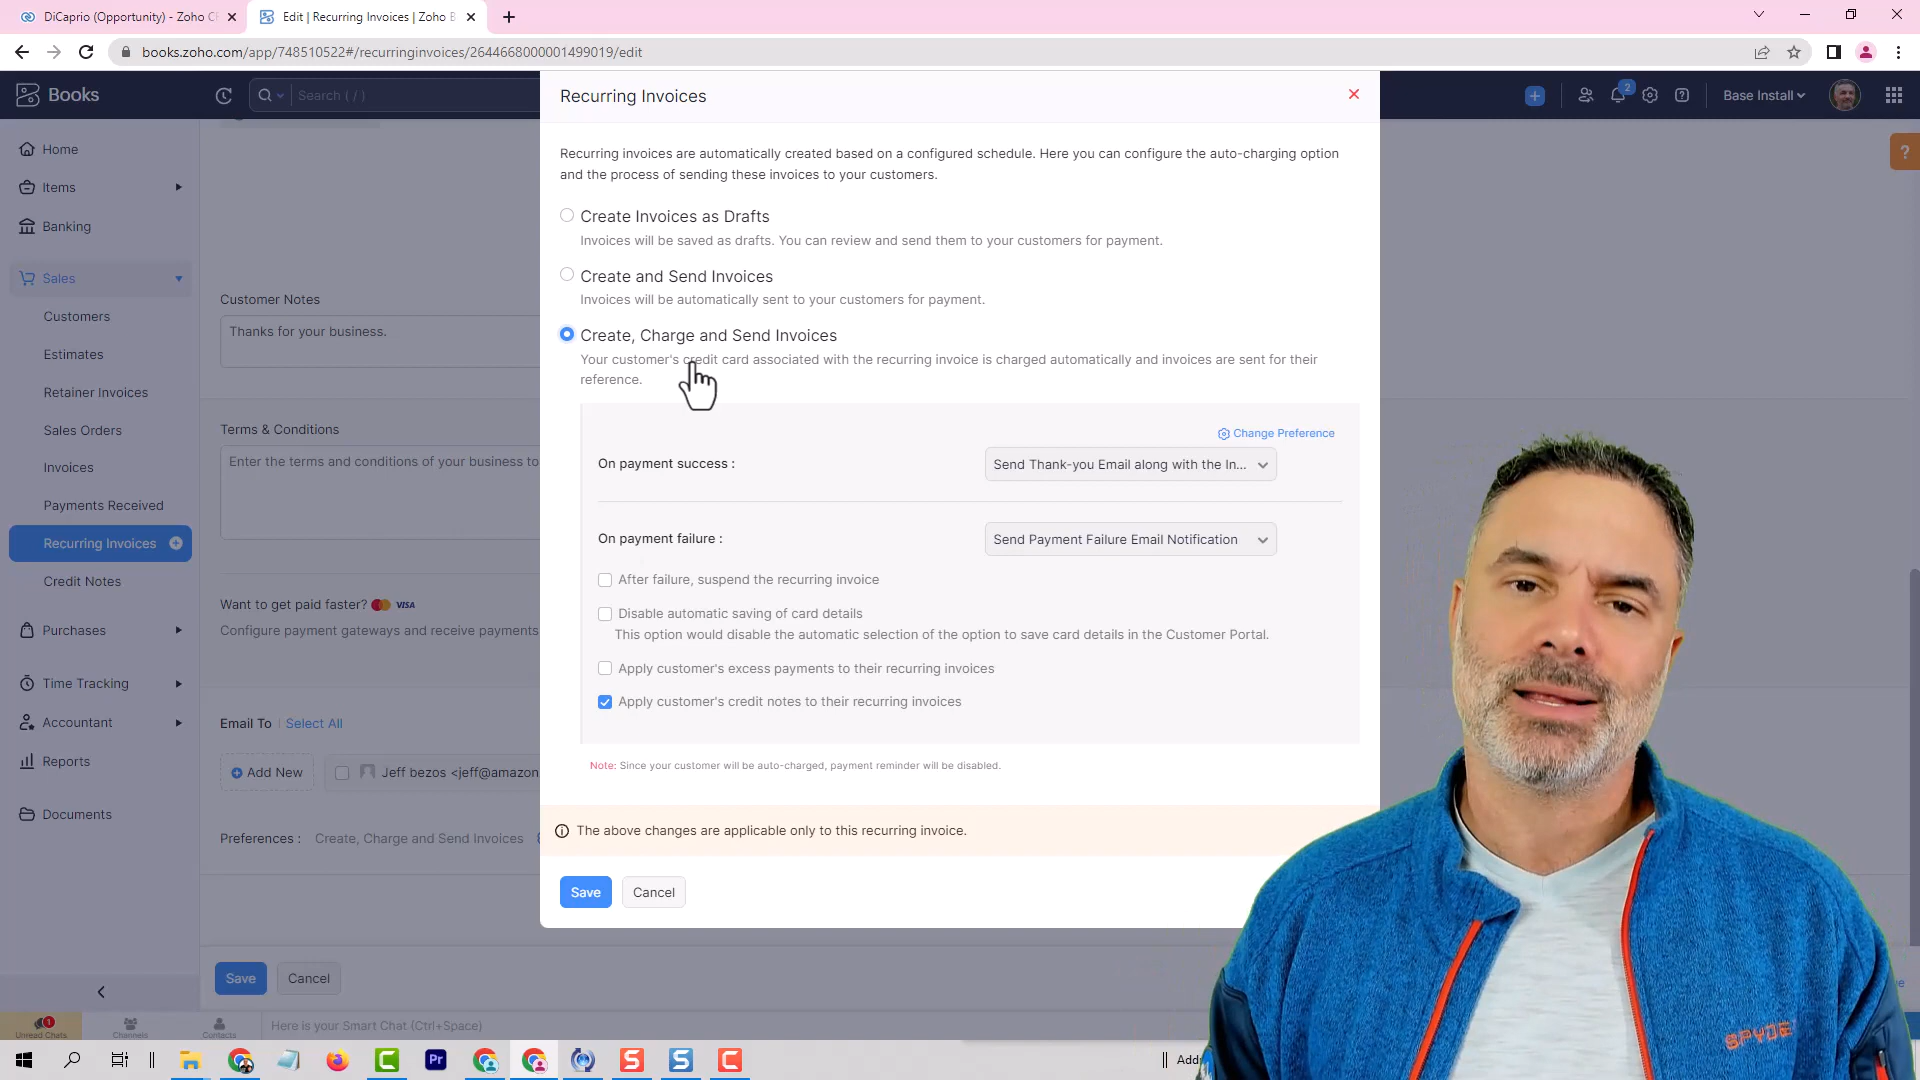 DiCaprio (Opportunity) - Zoho C
Edit | Recurring Invoices | Zoho B
books.zoho.com/app/748510522#/recurringinvoices/2644668000001499019/edit
Books
Search ( / )
2
Base Install
Recurring Invoices
Recurring invoices are automatically created based on a configured schedule. Here you can configure the auto-charging option
and the process of sending these invoices to your customers.
Create Invoices as Drafts
Invoices will be saved as drafts. You can review and send them to your customers for payment.
Create and Send Invoices
Invoices will be automatically sent to your customers for payment.
Create, Charge and Send Invoices
Your customer's credit card associated with the recurring invoice is charged automatically and invoices are sent for their
reference.
Change Preference
On payment success :
Send Thank-you Email along with the In...
On payment failure :
Send Payment Failure Email Notification
After failure, suspend the recurring invoice
Disable automatic saving of card details
This option would disable the automatic selection of the option to save card details in the Customer Portal.
Apply customer's excess payments to their recurring invoices
Apply customer's credit notes to their recurring invoices
Note: Since your customer will be auto-charged, payment reminder will be disabled.
The above changes are applicable only to this recurring invoice.
Save
Cancel
Home
Items
Banking
Sales
Customers
Estimates
Retainer Invoices
Sales Orders
Invoices
Payments Received
Recurring Invoices
Credit Notes
Purchases
Time Tracking
Accountant
Reports
Documents
Customer Notes
Thanks for your business.
Terms & Conditions
Enter the terms and conditions of your business to
Want to get paid faster? VISA
Configure payment gateways and receive payments
Email To Select All
Add New
Jeff bezos <jeff@amazon
Preferences : Create, Charge and Send Invoices
Save
Cancel
?
1
Unread Chats
Channels
Contacts
Here is your Smart Chat (Ctrl+Space)
Pr
S
S
C
Addr
SPYDE